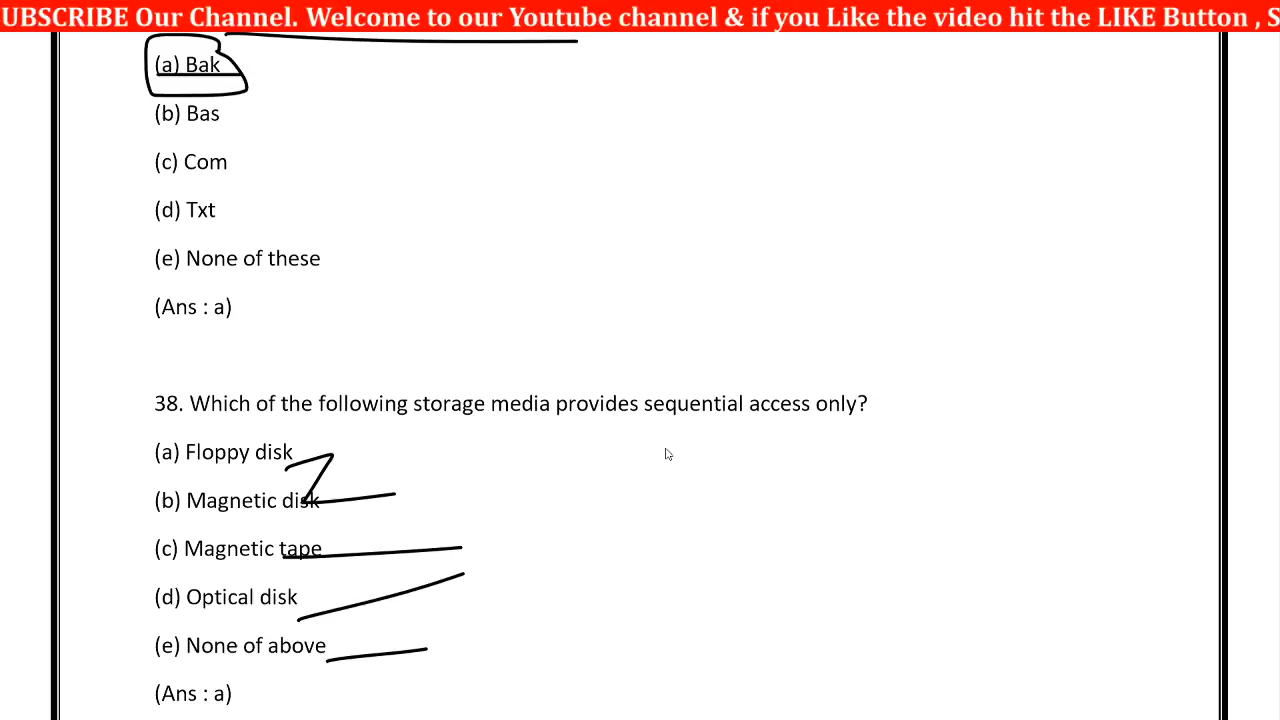 UBSCRIBE Our Channel. Welcome to our Youtube channel & if you Like the video hit the LIKE Button , S
(a) Bak
(b) Bas
(c) Com
(d) Txt
(e) None of these
(Ans : a)
38. Which of the following storage media provides sequential access only?
(a) Floppy disk
(b) Magnetic disk
(c) Magnetic tape
(d) Optical disk
(e) None of above
(Ans : a)